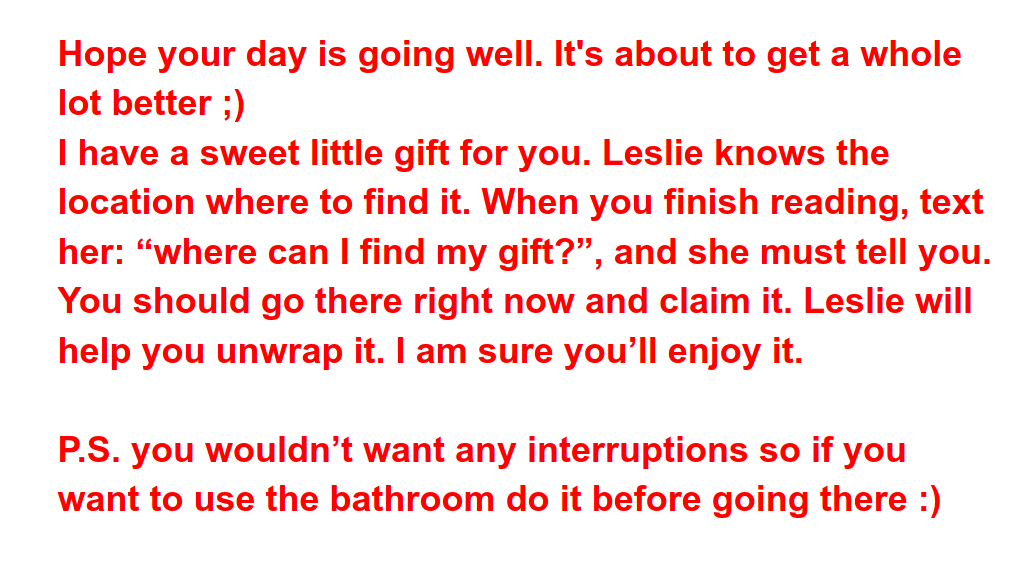 Hope your day is going well. It's about to get a whole
lot better ;)
I have a sweet little gift for you. Leslie knows the
location where to find it. When you finish reading, text
her: “where can I find my gift?”, and she must tell you.
You should go there right now and claim it. Leslie will
help you unwrap it. I am sure you’ll enjoy it.
P.S. you wouldn’t want any interruptions so if you
want to use the bathroom do it before going there :)